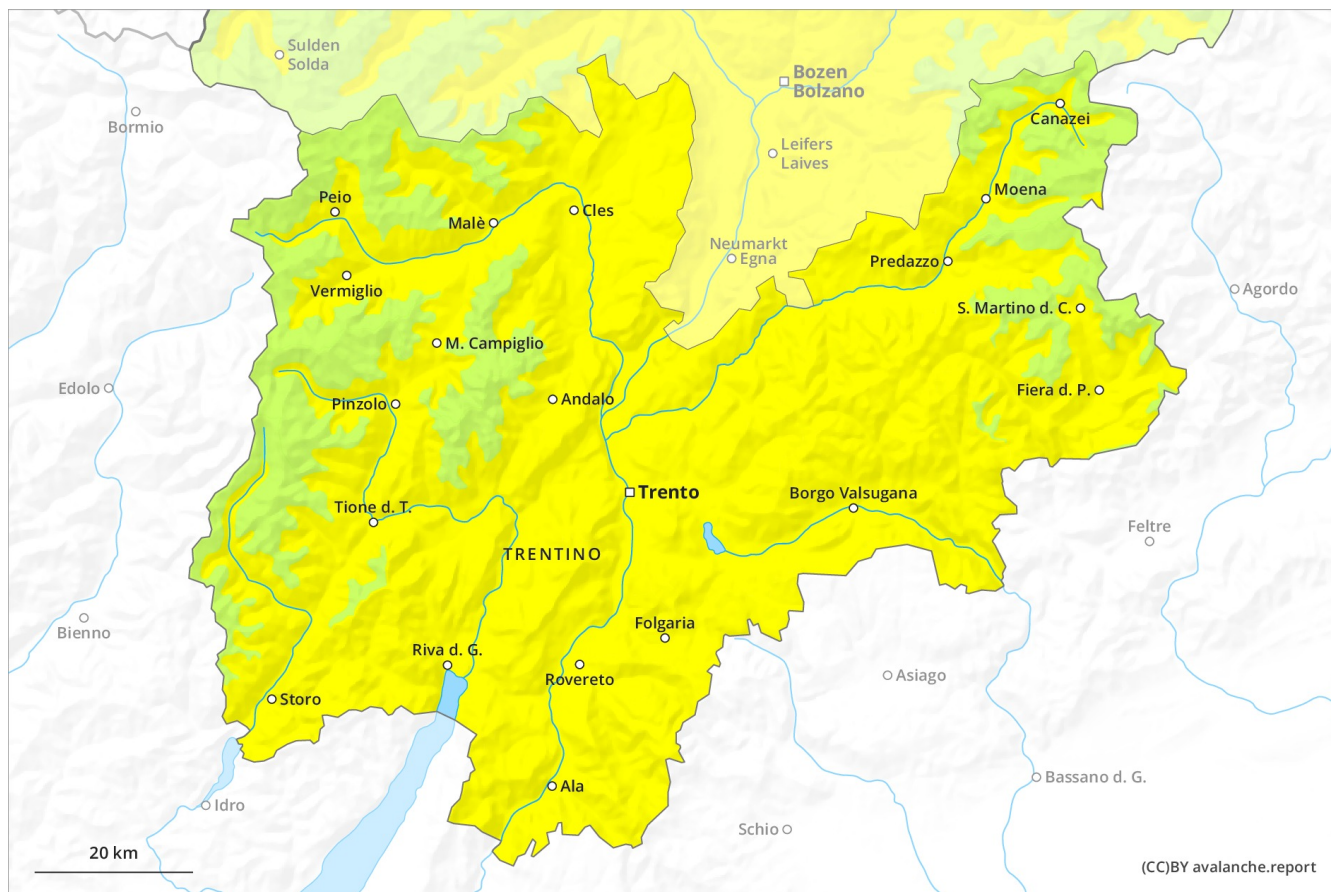 Sulden
Solda
Bozen
Bolzano
Bormio
Canazei
Leifers
Laives
Peio
Moena
Malè
Cles
Neumarkt
Egna
Predazzo
Vermiglio
Agordo
S. Martino d. C.
M. Campiglio
Edolo
Fiera d. P.
Pinzolo
Andalo
Trento
Borgo Valsugana
Tione d. T.
Feltre
TRENTINO
Bienno
Folgaria
Riva d. G.
Rovereto
Asiago
Storo
Bassano d. G.
Ala
Idro
Schio
20 km
(CC)BY avalanche.report